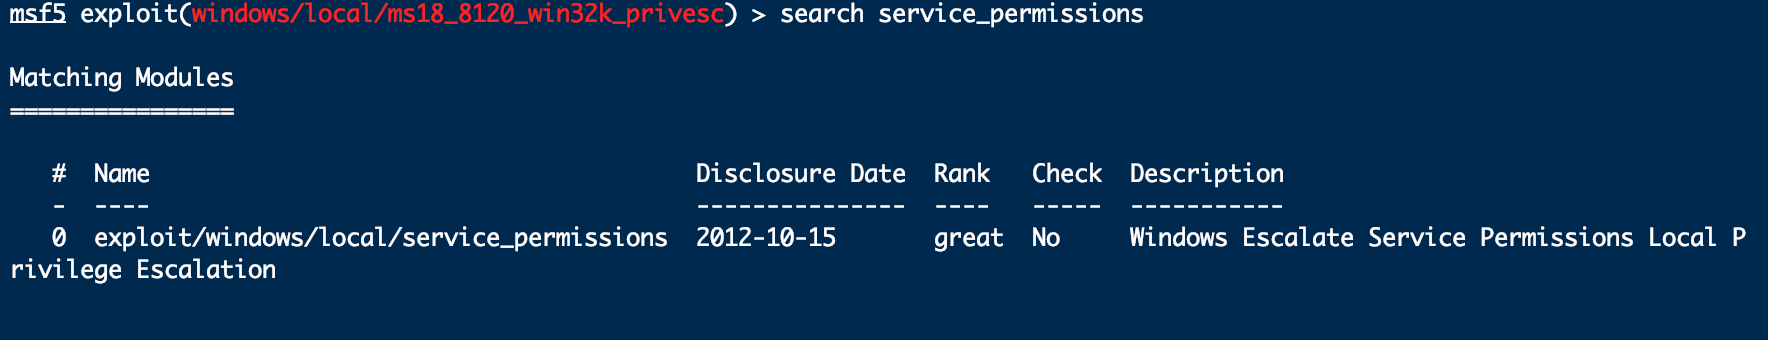 msf5 exploit(windows/local/ms18_8120_win32k_privesc) > search service_permissions
Matching Modules
================
#  Name                                       Disclosure Date  Rank   Check  Description
-  ----                                       ---------------  ----   -----  -----------
0  exploit/windows/local/service_permissions  2012-10-15       great  No     Windows Escalate Service Permissions Local P
rivilege Escalation